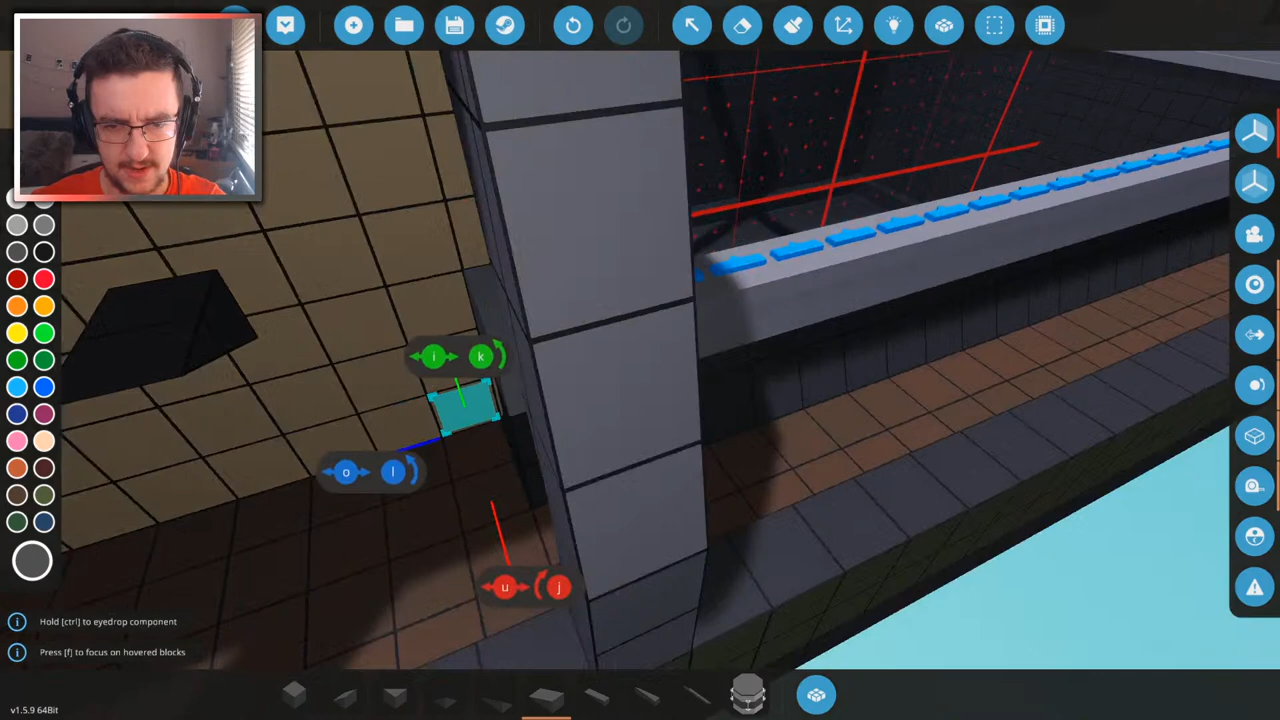 i k
o l
u j
Hold [ctrl] to eyedrop component
Press [f] to focus on hovered blocks
v1.5.9 64Bit